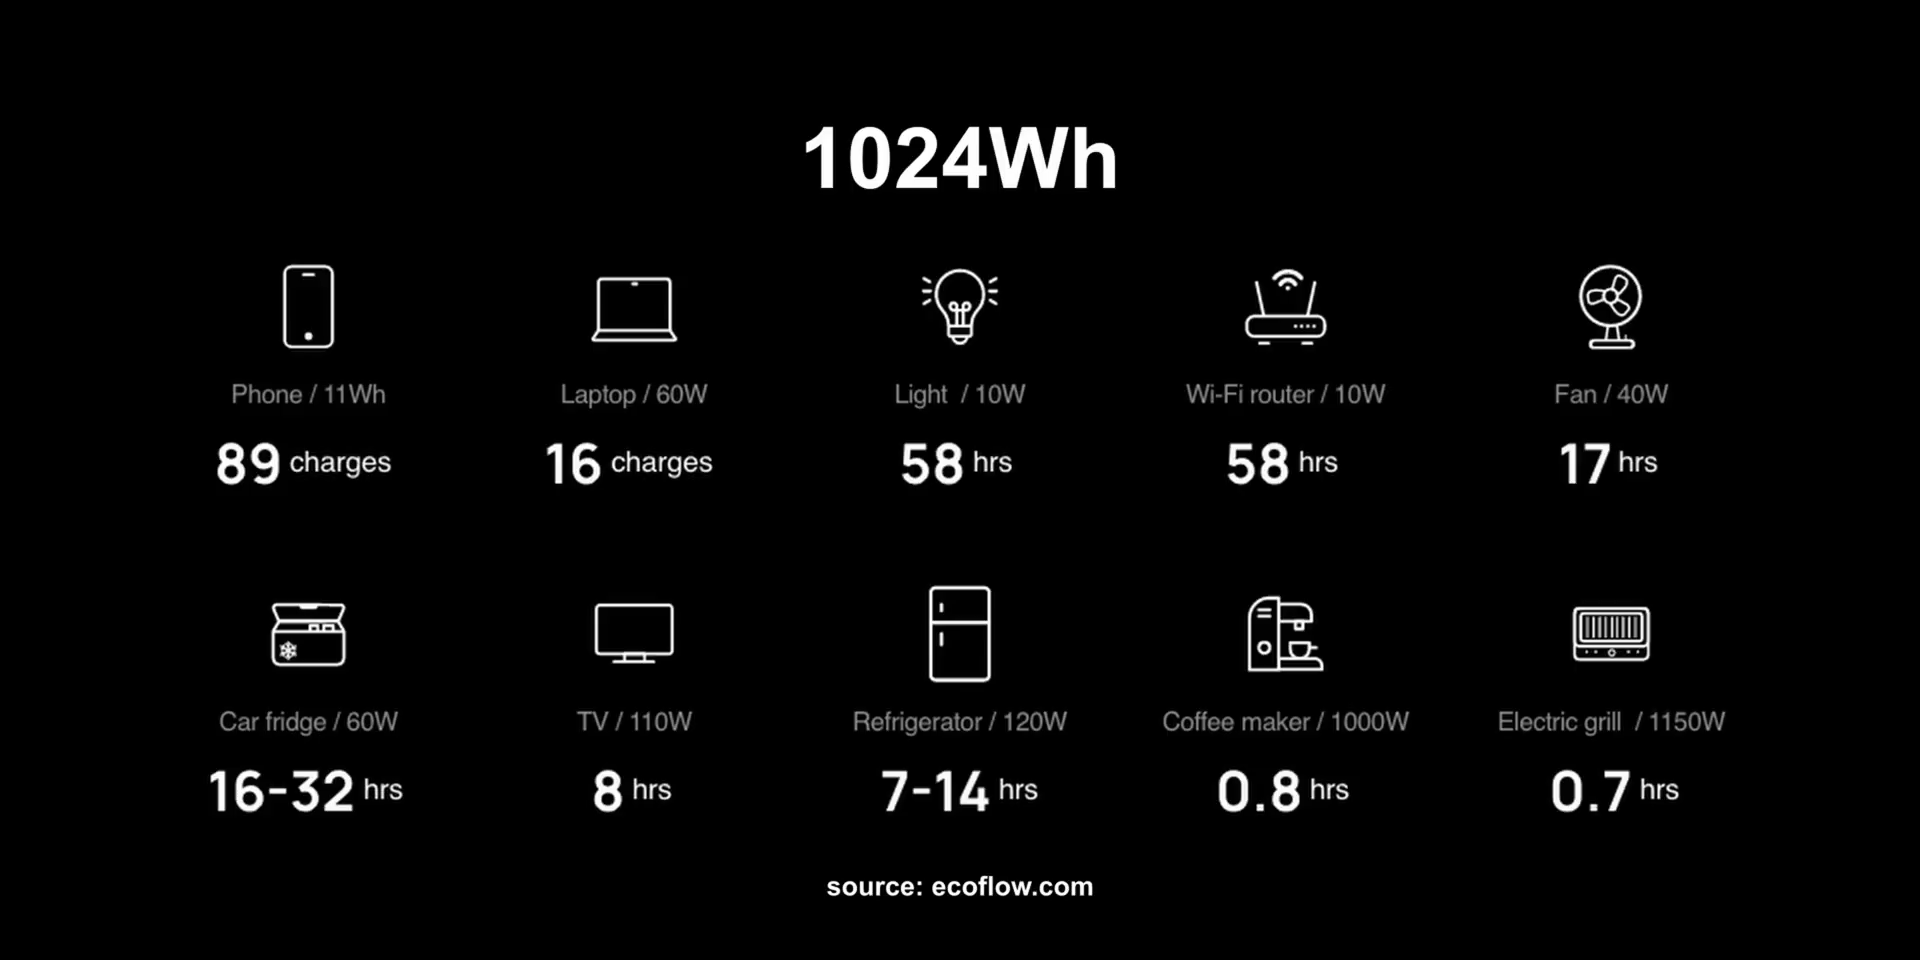 1024Wh
Phone / 11Wh
89 charges
Laptop / 60W
16 charges
Light / 10W
58 hrs
Wi-Fi router / 10W
58 hrs
Fan / 40W
17 hrs
Car fridge / 60W
16-32 hrs
TV / 110W
8 hrs
Refrigerator / 120W
7-14 hrs
Coffee maker / 1000W
0.8 hrs
Electric grill / 1150W
0.7 hrs
source: ecoflow.com